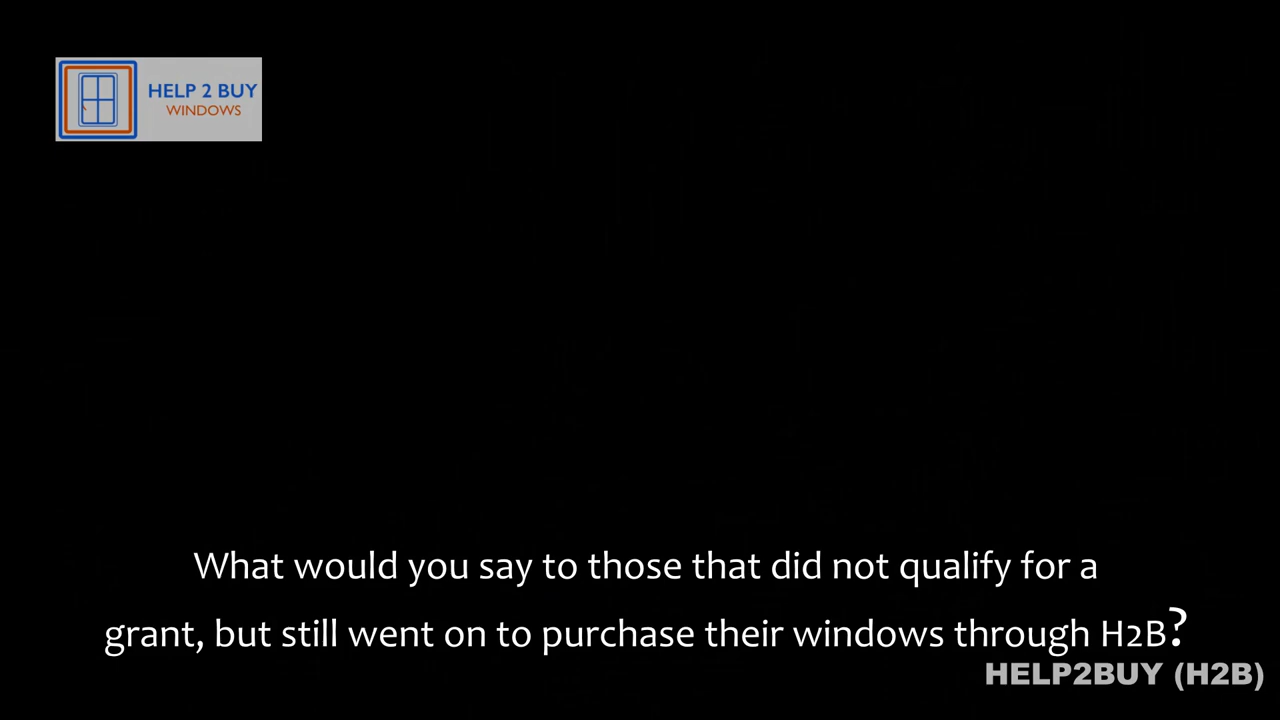 HELP 2 BUY
WINDOWS
What would you say to those that did not qualify for a
grant, but still went on to purchase their windows through H2B?
HELP2BUY (H2B)